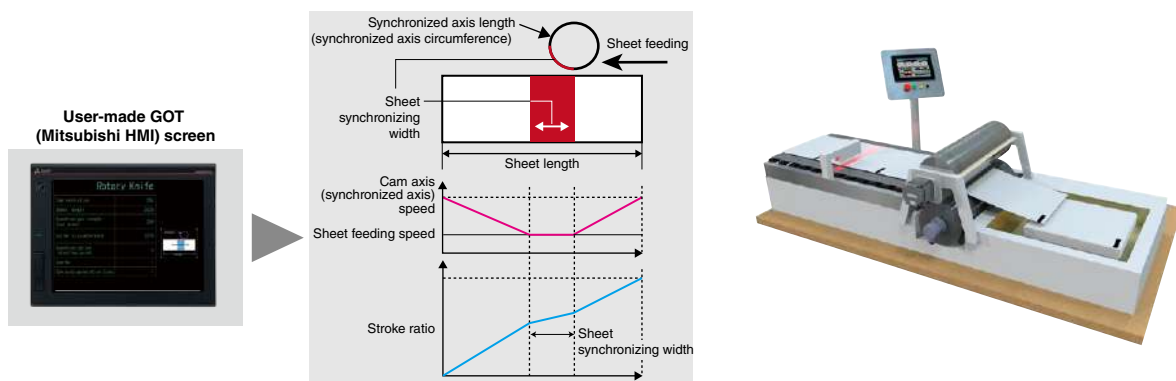 User-made GOT
(Mitsubishi HMI) screen
Rotary Knife
Synchronized axis length
(synchronized axis circumference)
Sheet feeding
Sheet
synchronizing
width
Sheet length
Cam axis
(synchronized axis)
speed
Sheet feeding speed
Stroke ratio
Sheet
synchronizing width